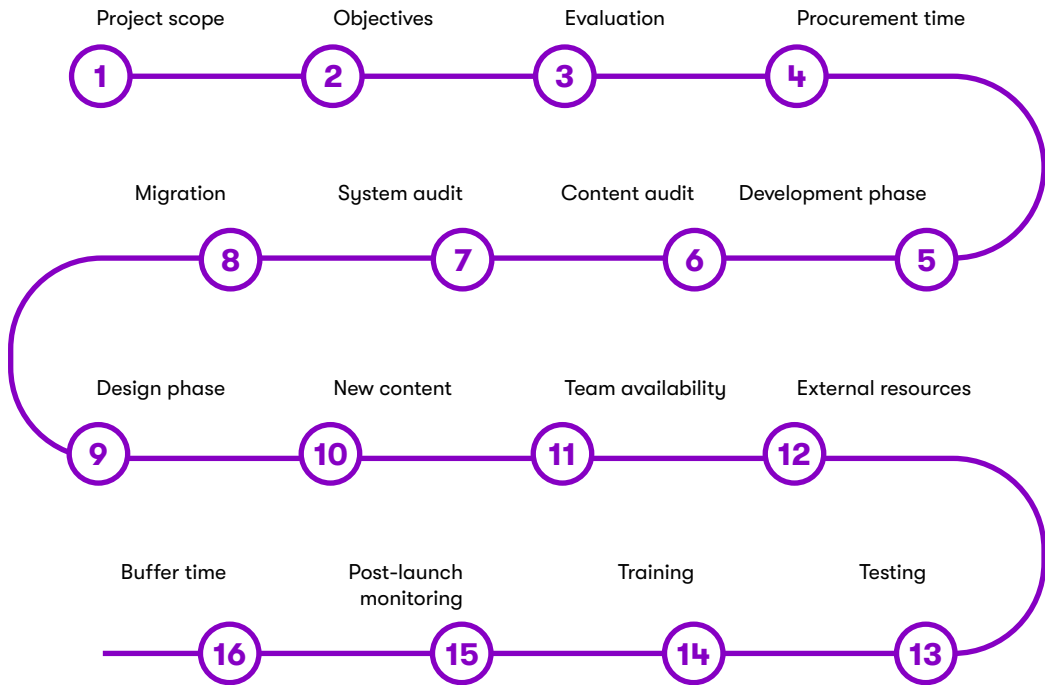 Project scope
Objectives
Evaluation
Procurement time
1
2
3
4
Migration
System audit
Content audit
Development phase
8
7
6
5
Design phase
New content
Team availability
External resources
9
10
11
12
Buffer time
Post-launch
monitoring
Training
Testing
16
15
14
13